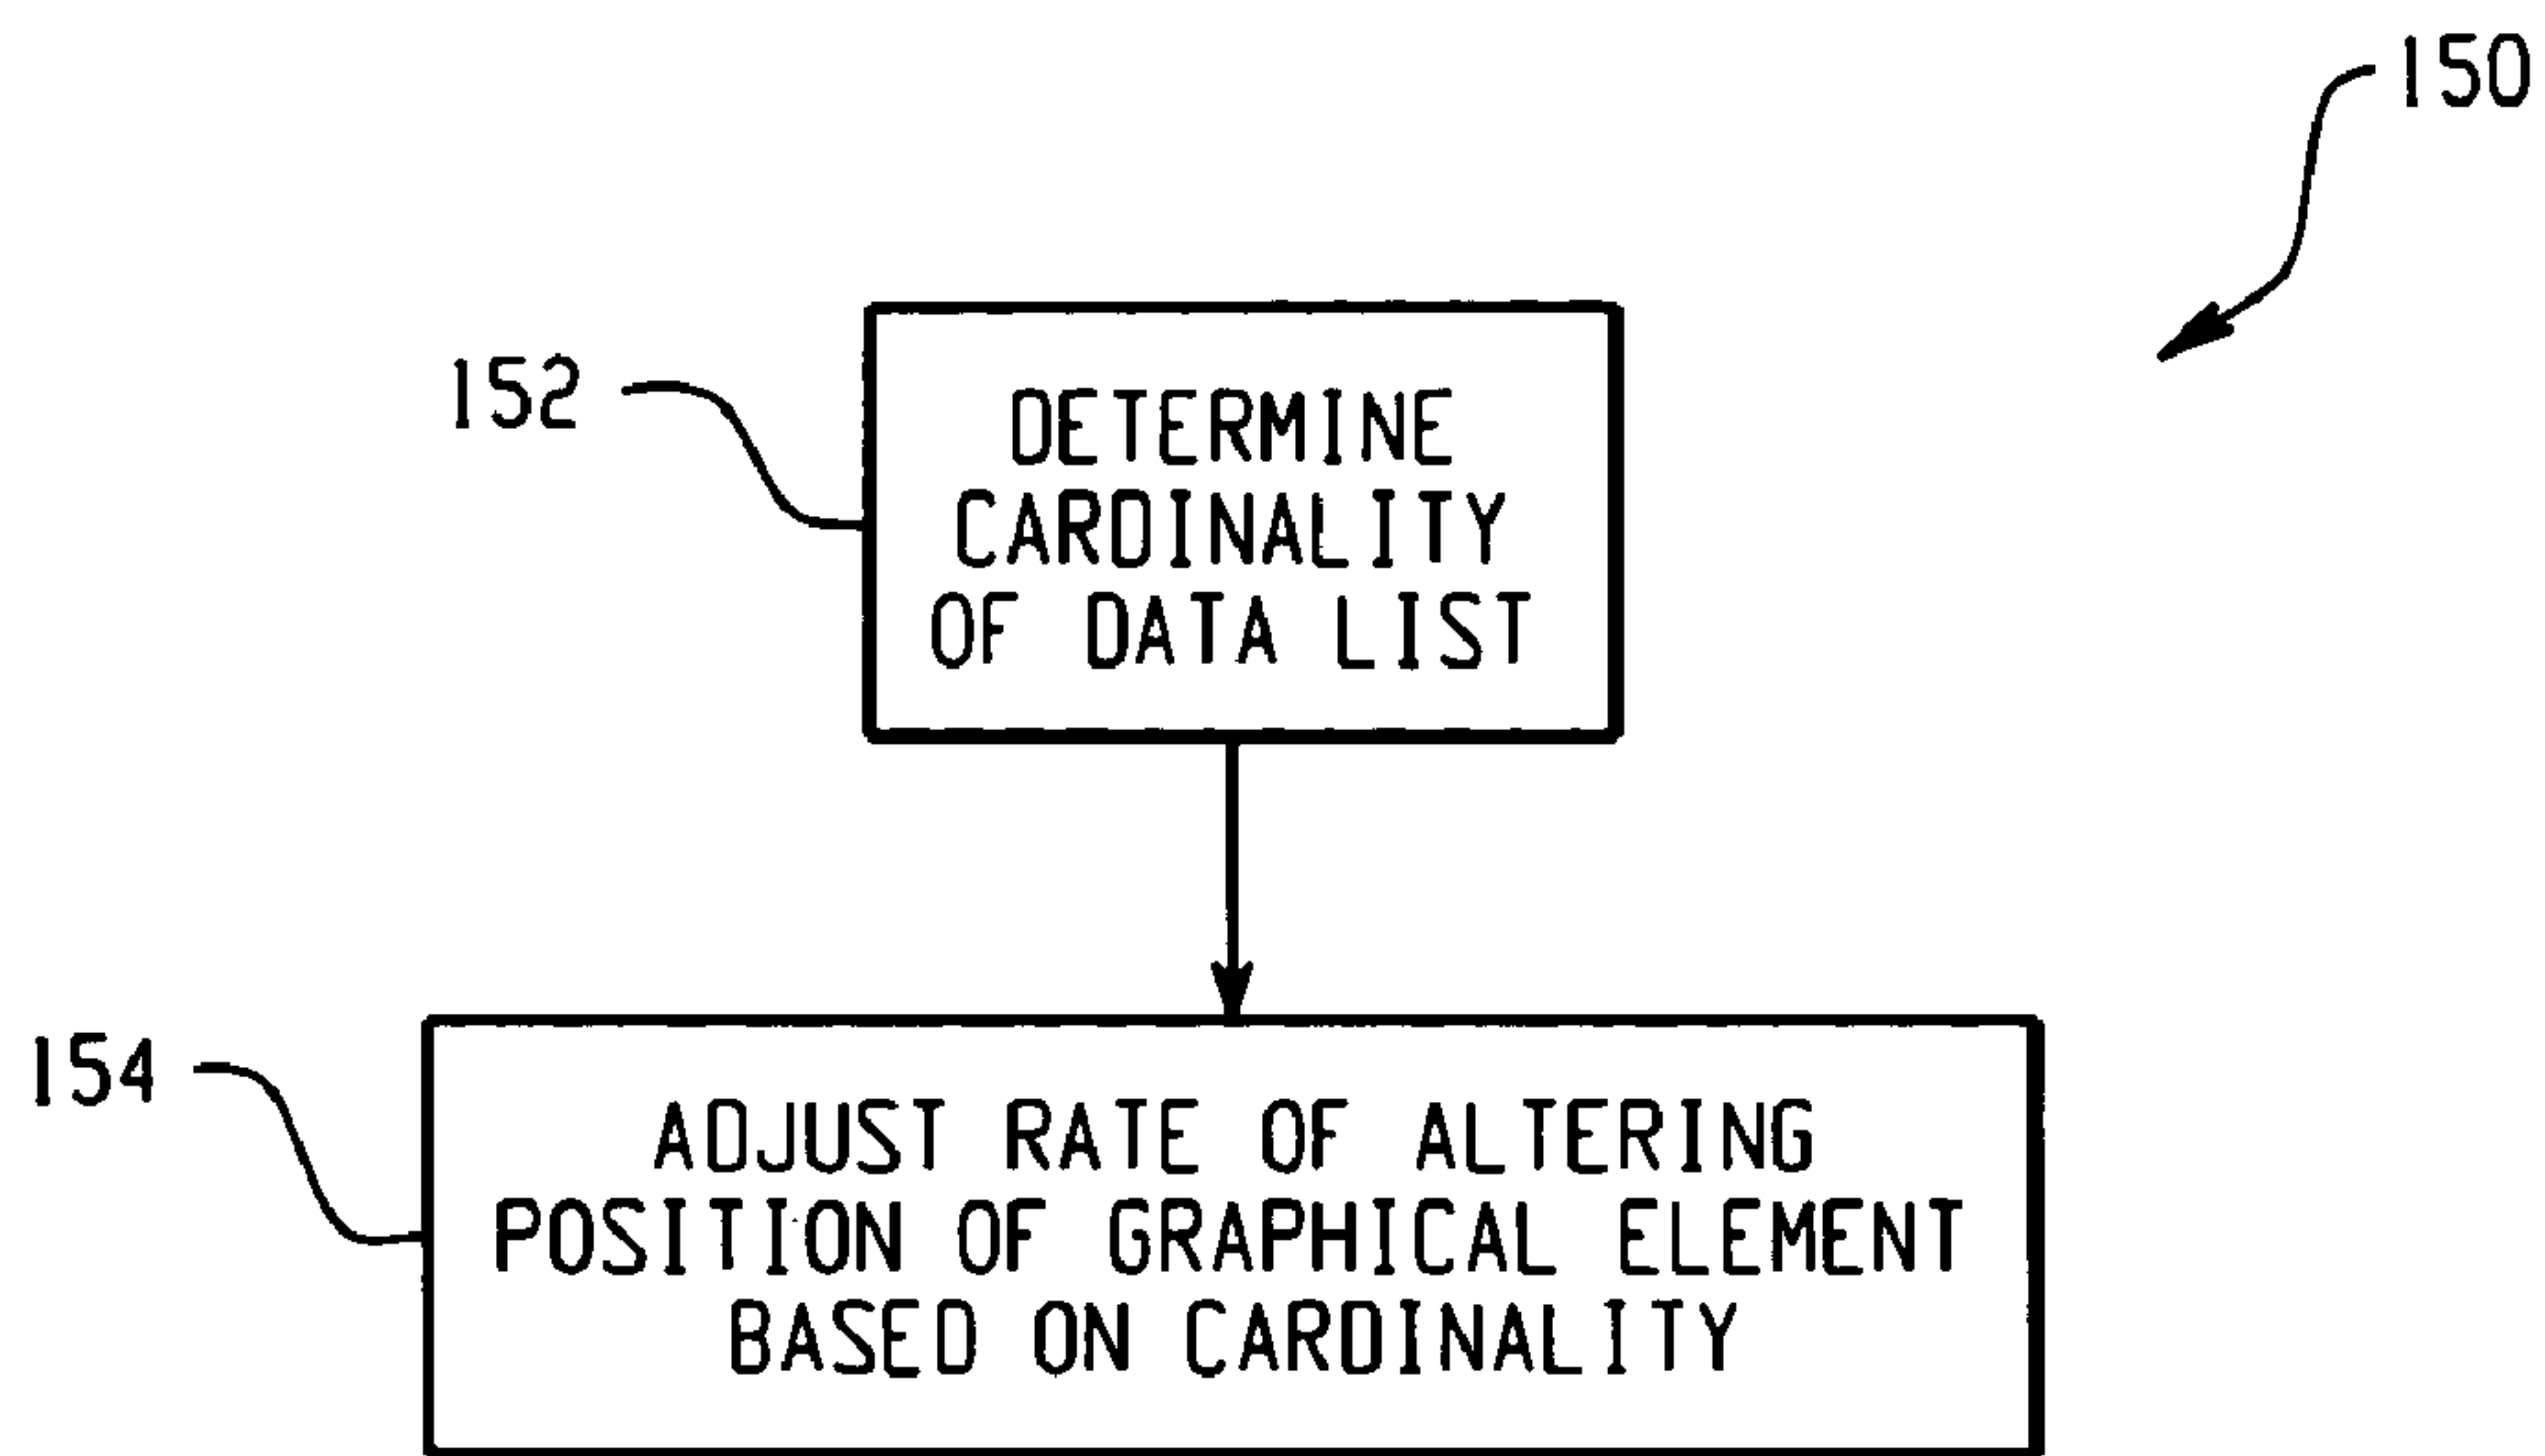 150
152
DETERMINE
CARDINALITY
OF DATA LIST
154
ADJUST RATE OF ALTERING
POSITION OF GRAPHICAL ELEMENT
BASED ON CARDINALITY